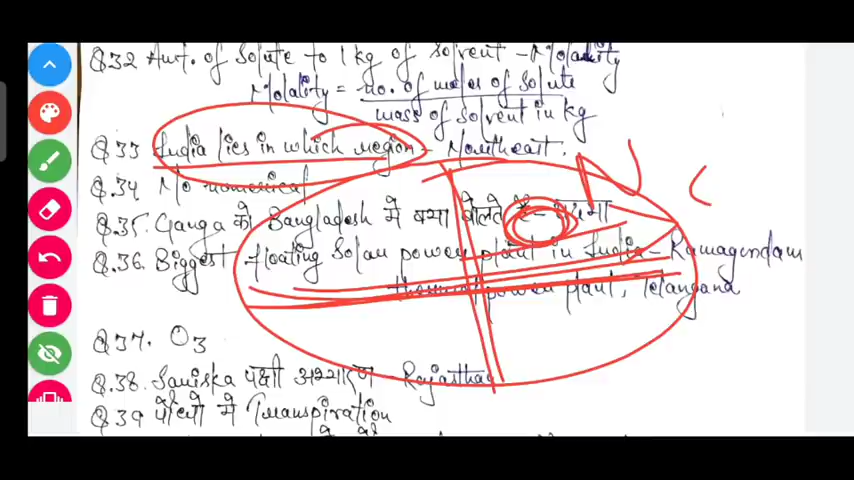 Q.32 Amt. of Solute to 1 kg of Solvent - Molality
Molality = no. of moles of Solute
mass of solvent in kg
Q.33 India lies in which region - Northeast.
Q.34 No numerical
Q.35. Ganga को Bangladesh में क्या बोलते है - पद्मा
Q.36. Biggest floating Solar power plant in India - Ramagundam
thermal power plant, Telangana
Q.37. O3
Q.38. Sariska पक्षी अभ्यारण - Rajasthan
Q.39 पौधो में Transpiration
N